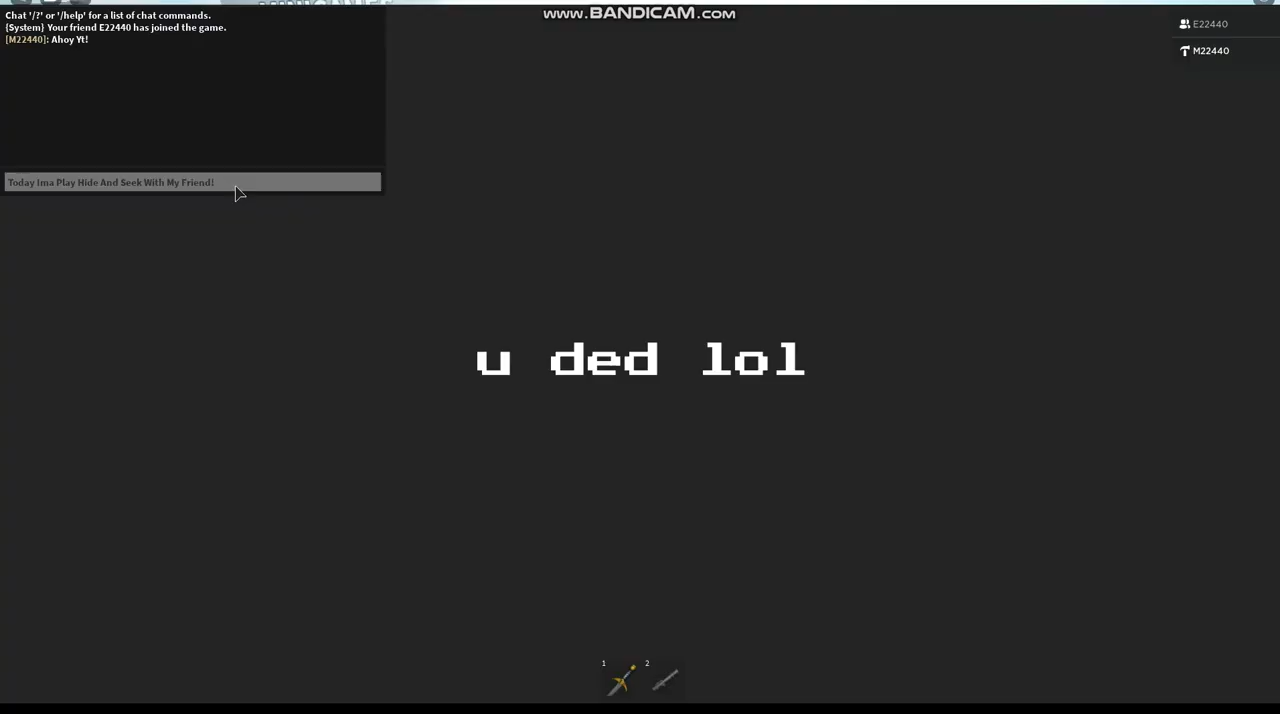 www.BANDICAM.com
Chat '/?' or '/help' for a list of chat commands.
{System} Your friend E22440 has joined the game.
[M22440]: Ahoy Yt!
E22440
M22440
Today Ima Play Hide And Seek With My Friend!
u ded lol
1 2